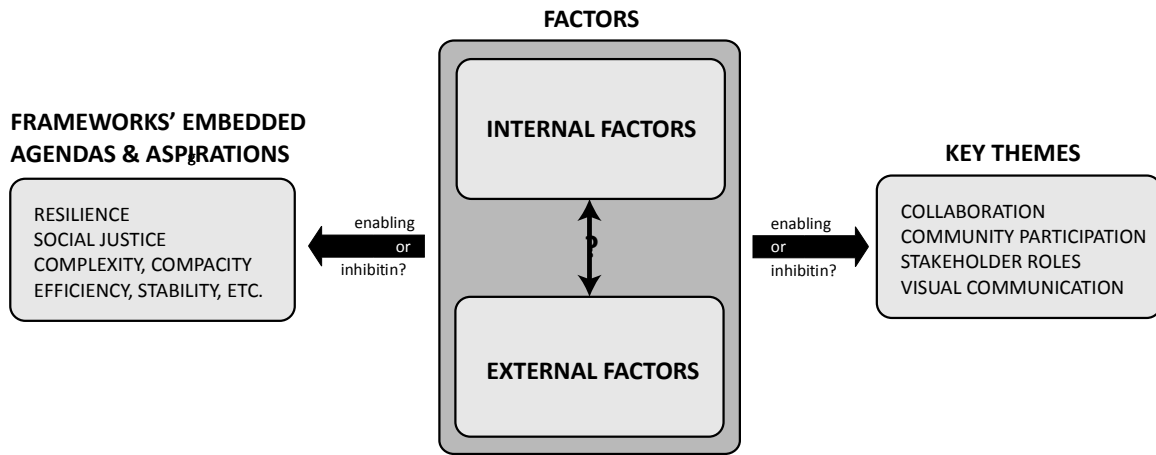 FACTORS
FRAMEWORKS’ EMBEDDED
AGENDAS & ASPIRATIONS
g
RESILIENCE
SOCIAL JUSTICE
COMPLEXITY, COMPACITY
EFFICIENCY, STABILITY, ETC.
enabling
or
inhibitin?
INTERNAL FACTORS
?
EXTERNAL FACTORS
enabling
or
inhibitin?
KEY THEMES
COLLABORATION
COMMUNITY PARTICIPATION
STAKEHOLDER ROLES
VISUAL COMMUNICATION